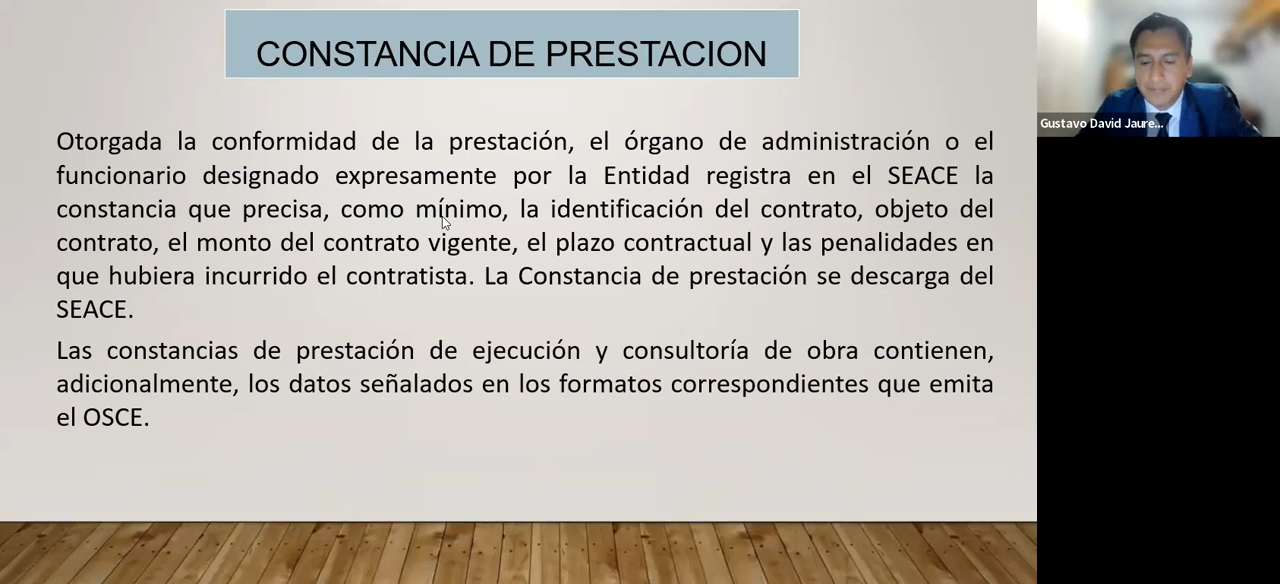 CONSTANCIA DE PRESTACION
Otorgada la conformidad de la prestación, el órgano de administración o el
funcionario designado expresamente por la Entidad registra en el SEACE la
constancia que precisa, como mínimo, la identificación del contrato, objeto del
contrato, el monto del contrato vigente, el plazo contractual y las penalidades en
que hubiera incurrido el contratista. La Constancia de prestación se descarga del
SEACE.
Las constancias de prestación de ejecución y consultoría de obra contienen,
adicionalmente, los datos señalados en los formatos correspondientes que emita
el OSCE.
Gustavo David Jaure...